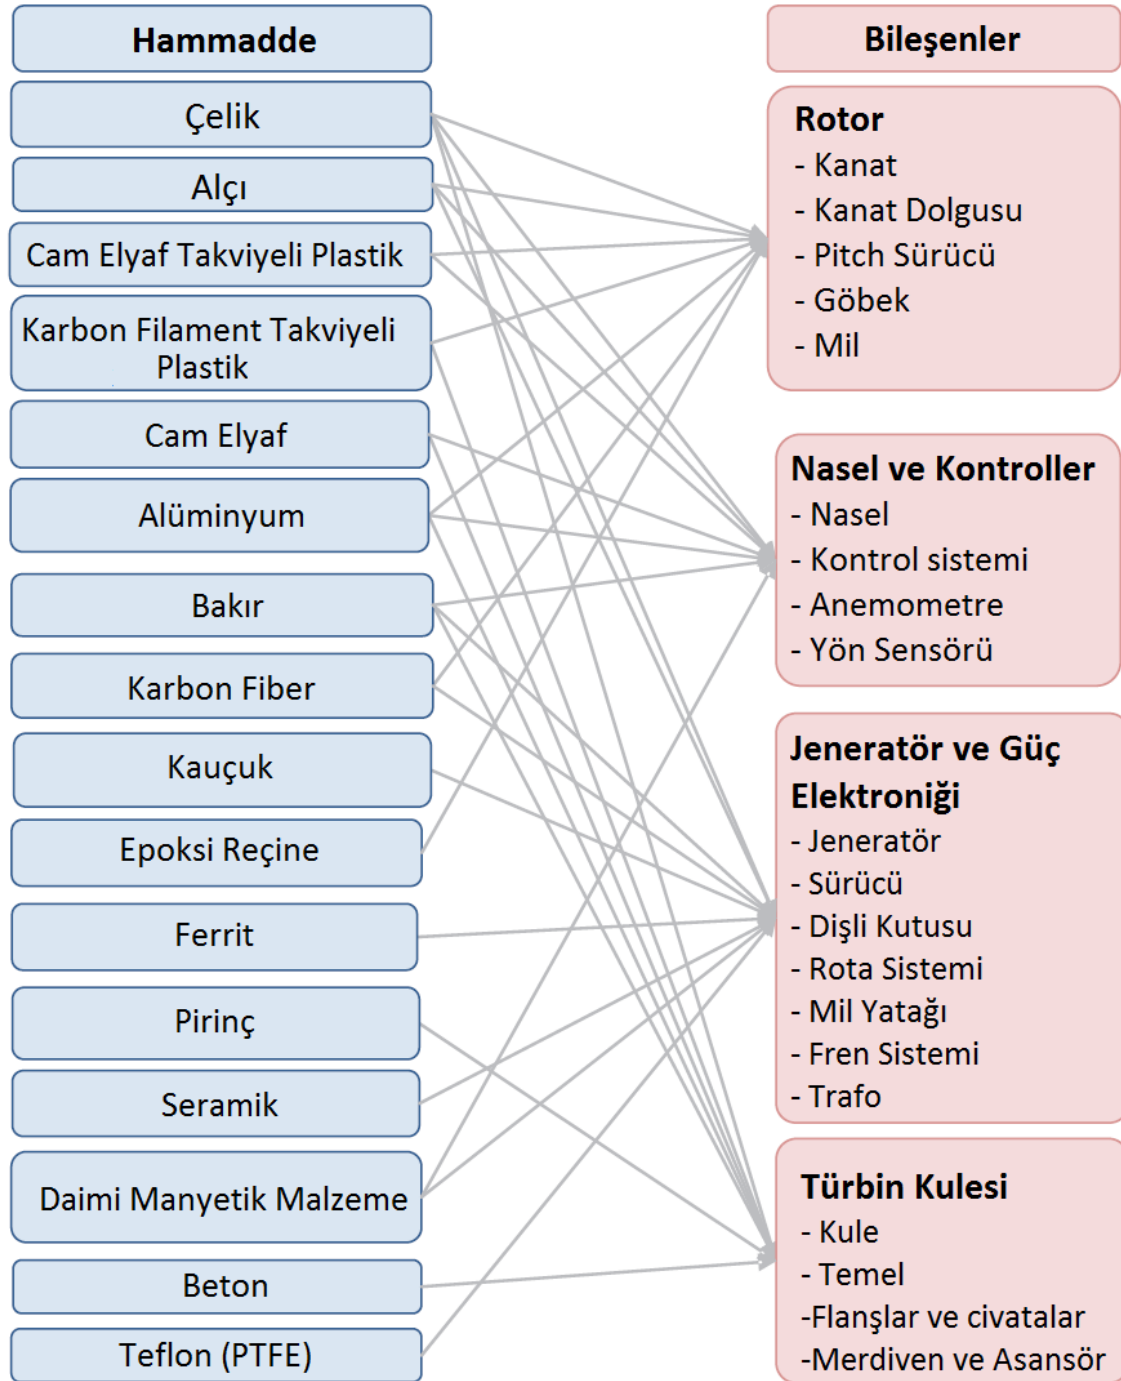 Hammadde
Çelik
Alçı
Cam Elyaf Takviyeli Plastik
Karbon Filament Takviyeli
Plastik
Cam Elyaf
Alüminyum
Bakır
Karbon Fiber
Kauçuk
Epoksi Reçine
Ferrit
Pirinç
Seramik
Daimi Manyetik Malzeme
Beton
Teflon (PTFE)
Bileşenler
Rotor
- Kanat
- Kanat Dolgusu
- Pitch Sürücü
- Göbek
- Mil
Nasel ve Kontroller
- Nasel
- Kontrol sistemi
- Anemometre
- Yön Sensörü
Jeneratör ve Güç
Elektroniği
- Jeneratör
- Sürücü
- Dişli Kutusu
- Rota Sistemi
- Mil Yatağı
- Fren Sistemi
- Trafo
Türbin Kulesi
- Kule
- Temel
-Flanşlar ve civatalar
-Merdiven ve Asansör